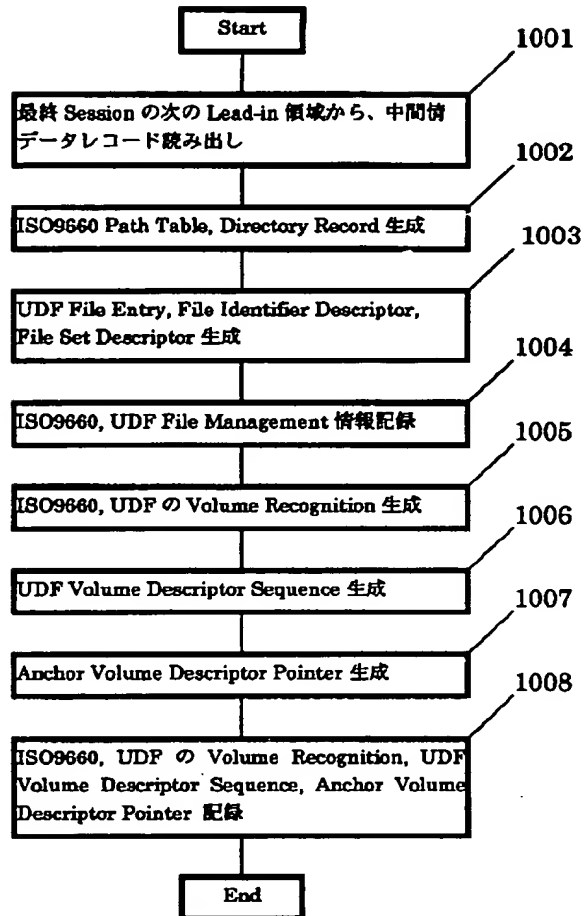 Start
1001
最終 Session の次の Lead-in 領域から、中間情
データレコード読み出し
1002
ISO9660 Path Table, Directory Record 生成
1003
UDF File Entry, File Identifier Descriptor,
File Set Descriptor 生成
1004
ISO9660, UDF File Management 情報記録
1005
ISO9660, UDF の Volume Recognition 生成
1006
UDF Volume Descriptor Sequence 生成
1007
Anchor Volume Descriptor Pointer 生成
1008
ISO9660, UDF の Volume Recognition, UDF
Volume Descriptor Sequence, Anchor Volume
Descriptor Pointer 記録
End